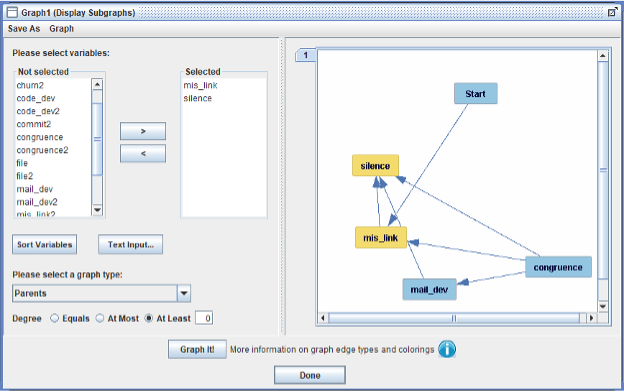 Graph1 (Display Subgraphs)
Save As Graph
Please select variables:
Not selected
churn2
code_dev
code_dev2
commit2
congruence
congruence2
file
file2
mail_dev
mail_dev2
mis_link2
Selected
mis_link
silence
>
<
Sort Variables
Text Input...
Please select a graph type:
Parents
Degree Equals At Most At Least 0
1
Start
silence
mis_link
congruence
mail_dev
Graph It! More information on graph edge types and colorings i
Done